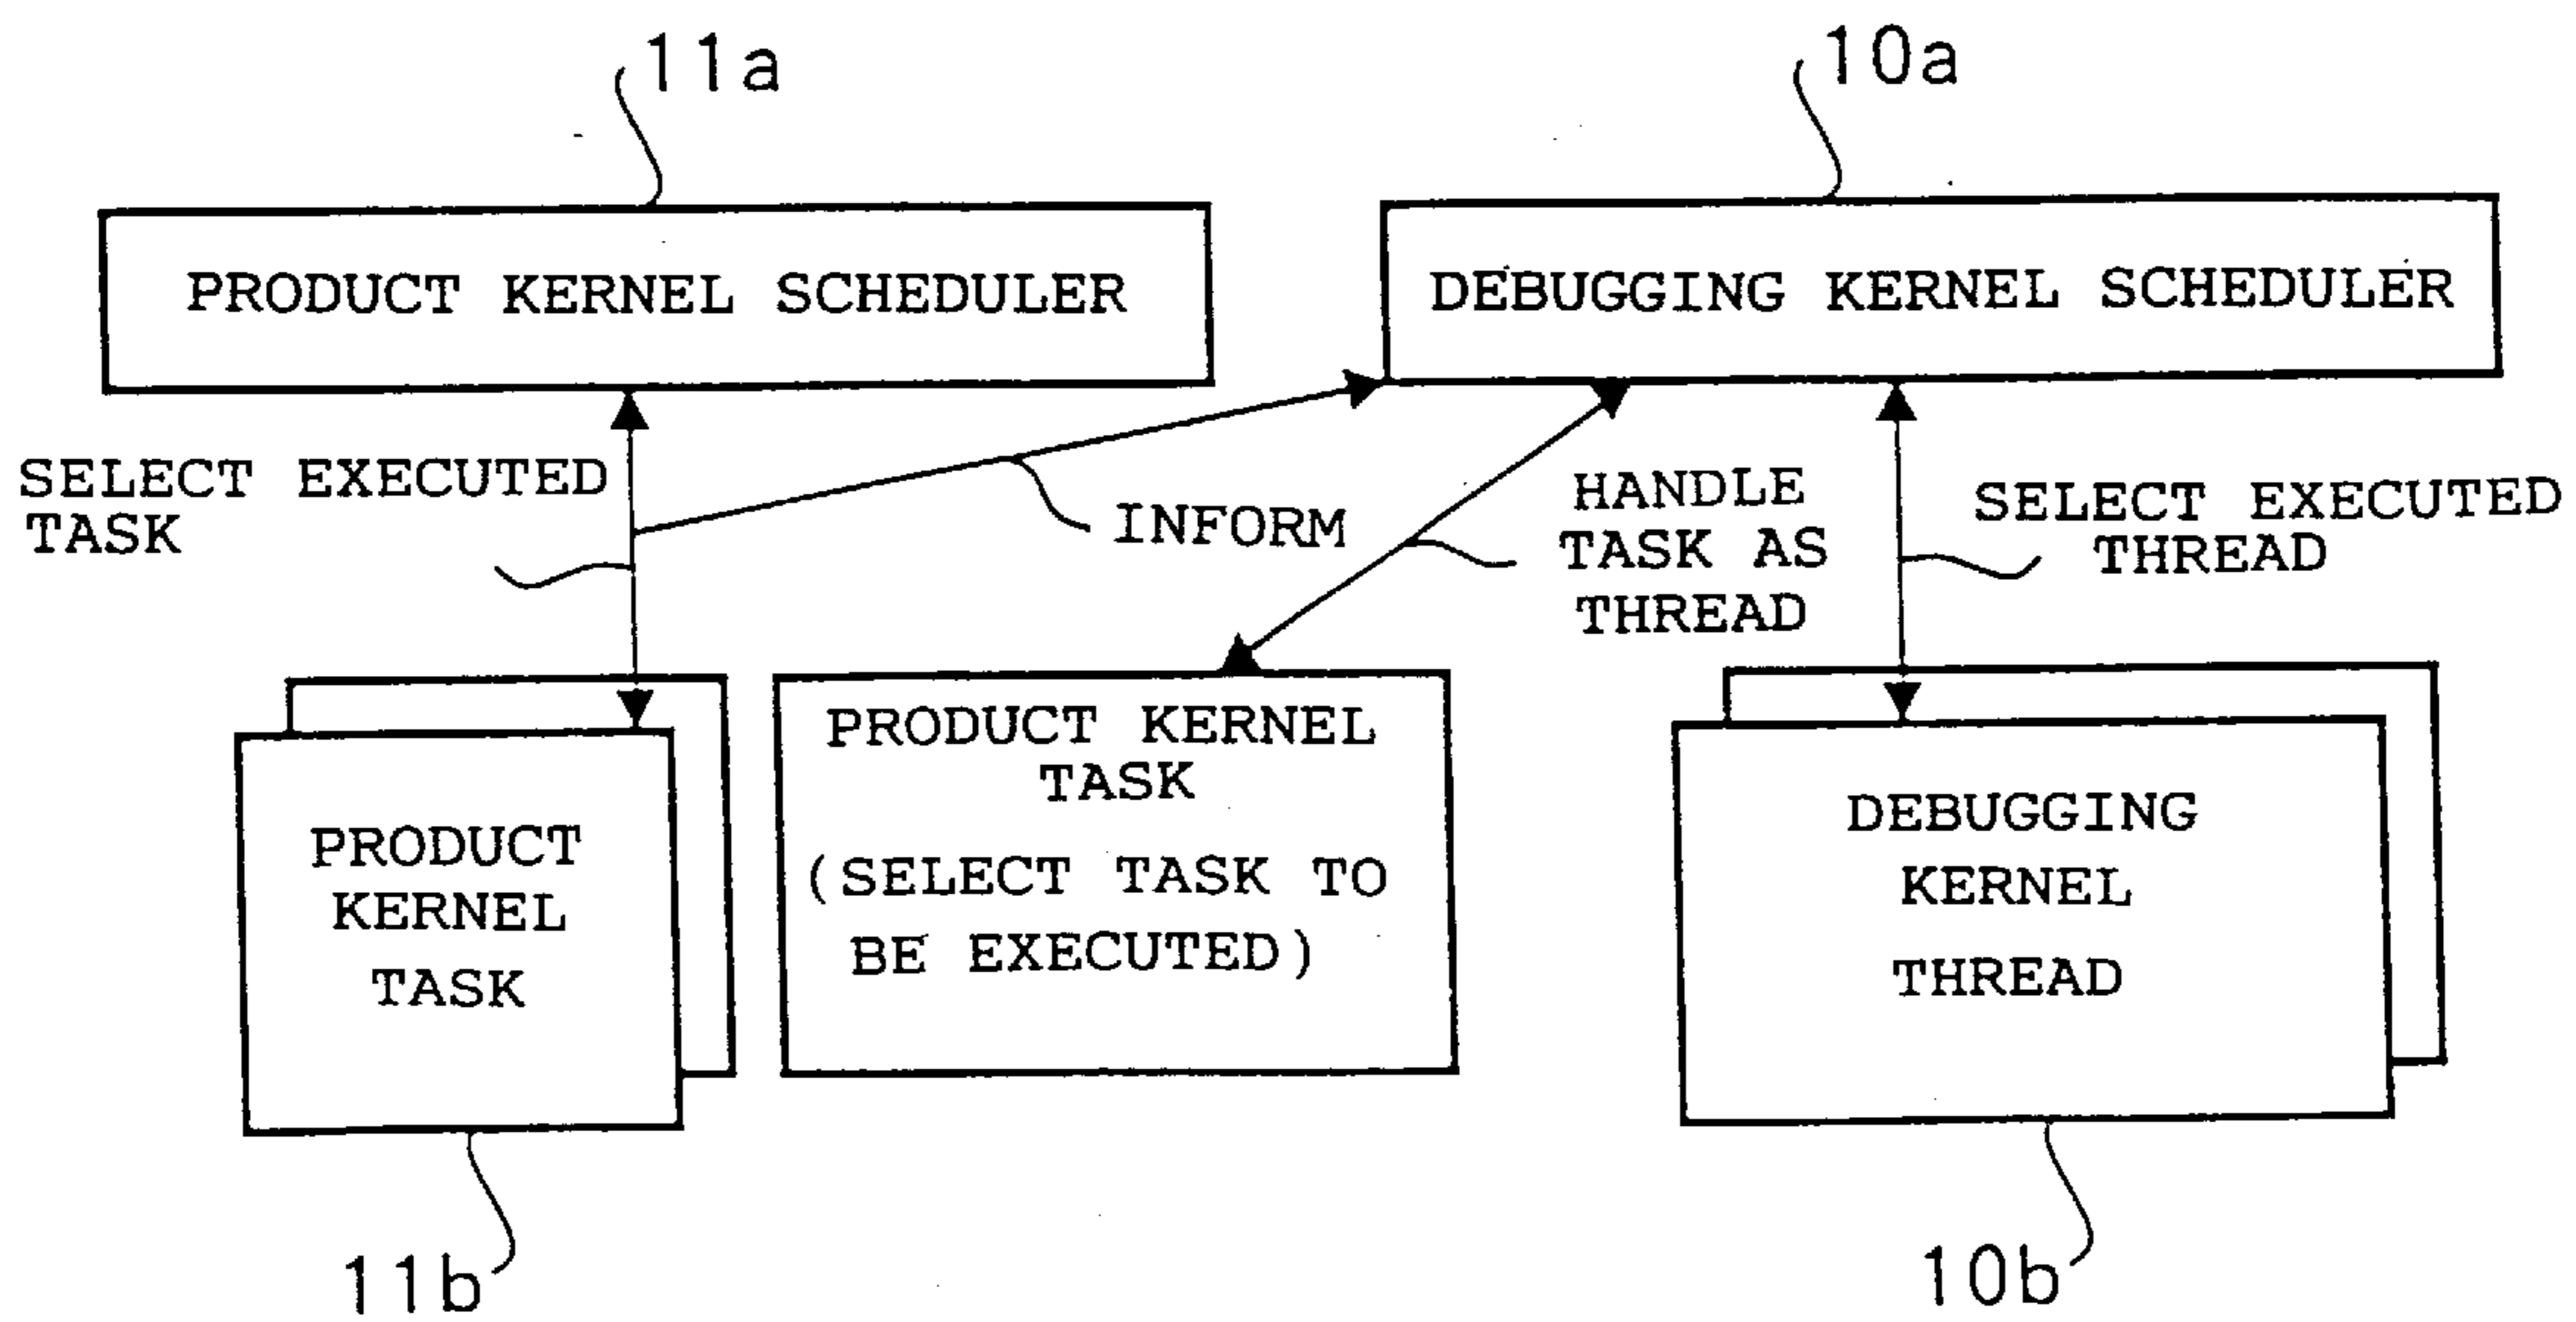 11a
10a
PRODUCT KERNEL SCHEDULER
DEBUGGING KERNEL SCHEDULER
SELECT EXECUTED
TASK
INFORM
HANDLE
TASK AS
THREAD
SELECT EXECUTED
THREAD
PRODUCT
KERNEL
TASK
PRODUCT KERNEL
TASK
(SELECT TASK TO
BE EXECUTED)
DEBUGGING
KERNEL
THREAD
11b
10b